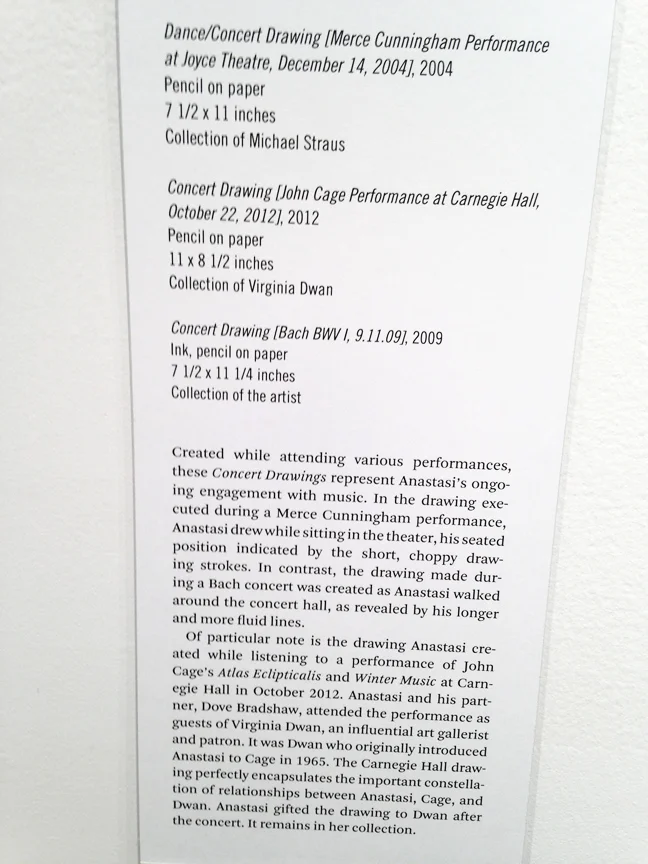 Dance/Concert Drawing [Merce Cunningham Performance
at Joyce Theatre, December 14, 2004], 2004
Pencil on paper
7 1/2 x 11 inches
Collection of Michael Straus
Concert Drawing [John Cage Performance at Carnegie Hall,
October 22, 2012], 2012
Pencil on paper
11 x 8 1/2 inches
Collection of Virginia Dwan
Concert Drawing [Bach BWV I, 9.11.09], 2009
Ink, pencil on paper
7 1/2 x 11 1/4 inches
Collection of the artist
Created while attending various performances,
these Concert Drawings represent Anastasi's ongo-
ing engagement with music. In the drawing exe-
cuted during a Merce Cunningham performance,
Anastasi drew while sitting in the theater, his seated
position indicated by the short, choppy draw-
ing strokes. In contrast, the drawing made dur-
ing a Bach concert was created as Anastasi walked
around the concert hall, as revealed by his longer
and more fluid lines.
Of particular note is the drawing Anastasi cre-
ated while listening to a performance of John
Cage's Atlas Eclipticalis and Winter Music at Carn-
egie Hall in October 2012. Anastasi and his part-
ner, Dove Bradshaw, attended the performance as
guests of Virginia Dwan, an influential art gallerist
and patron. It was Dwan who originally introduced
Anastasi to Cage in 1965. The Carnegie Hall draw-
ing perfectly encapsulates the important constella-
tion of relationships between Anastasi, Cage, and
Dwan. Anastasi gifted the drawing to Dwan after
the concert. It remains in her collection.